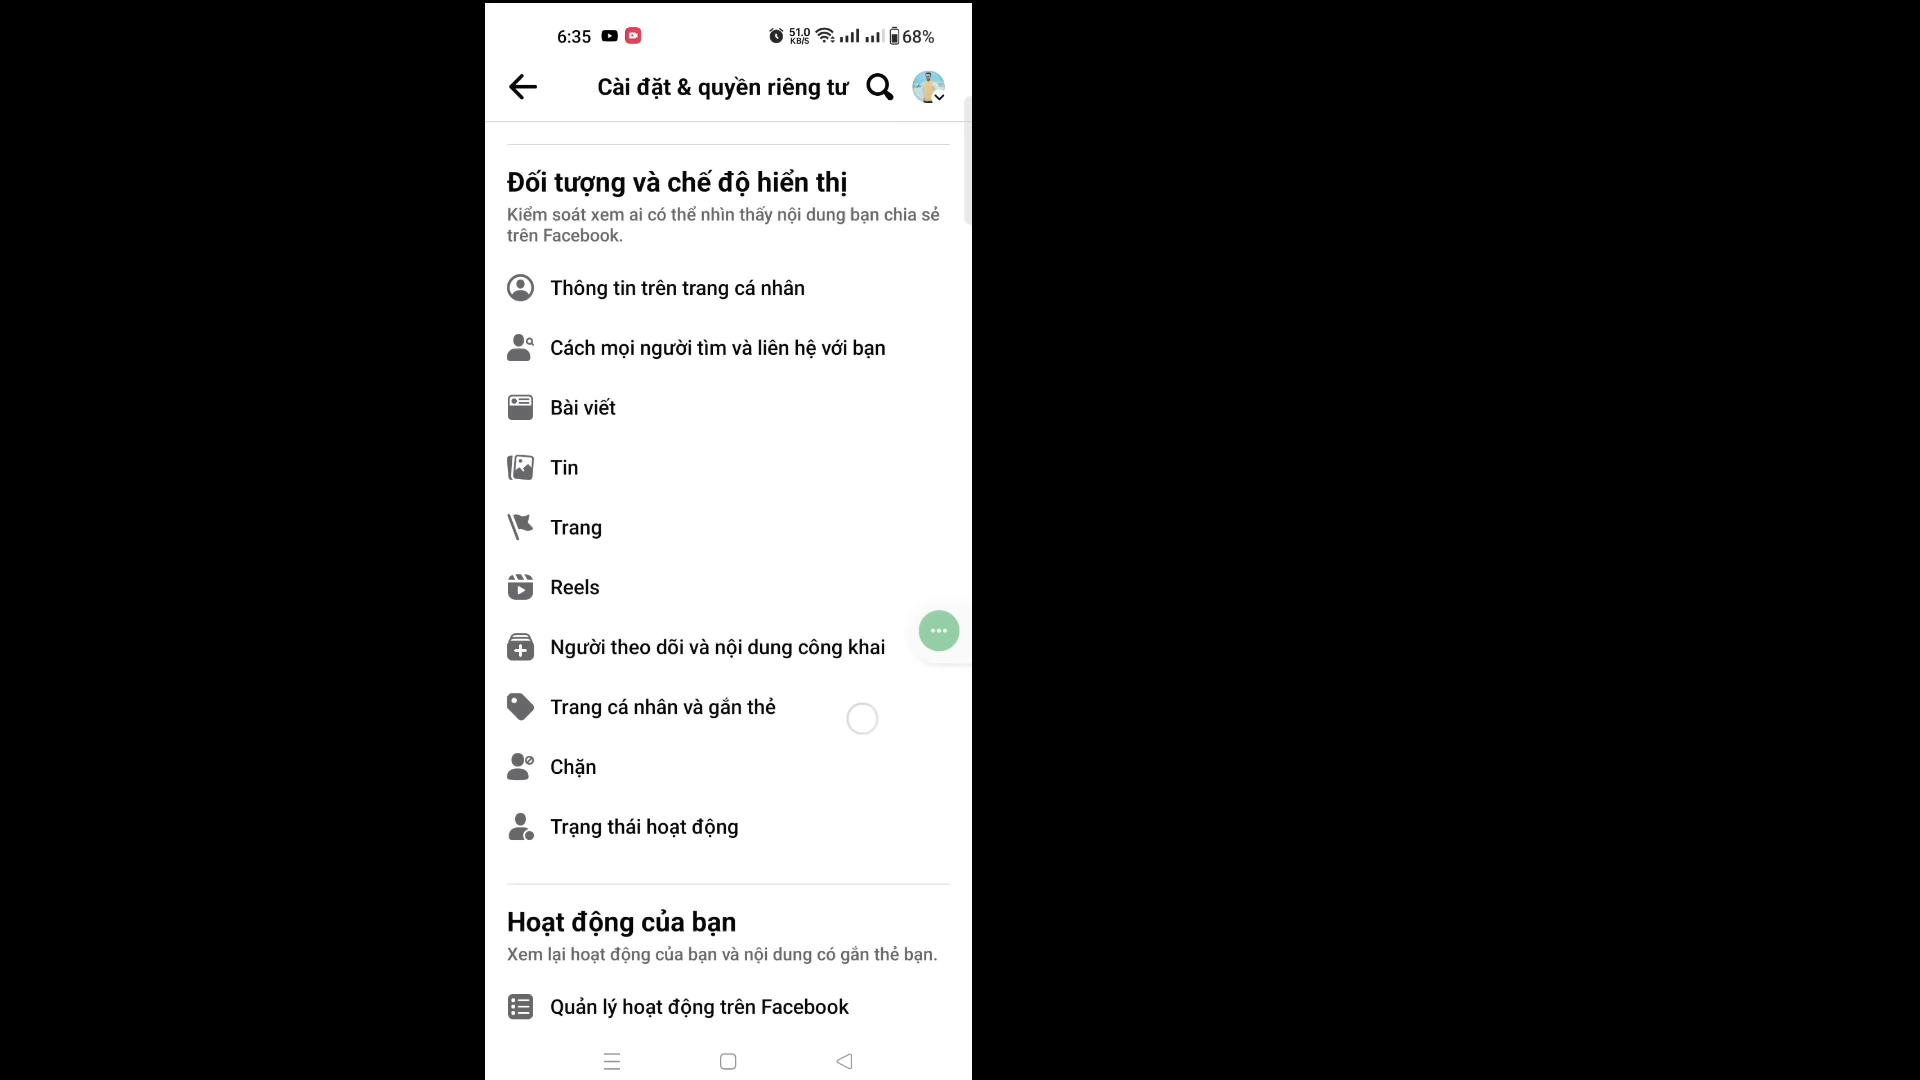 6:35
51.0
KB/S
68%
Cài đặt & quyền riêng tư
Đối tượng và chế độ hiển thị
Kiểm soát xem ai có thể nhìn thấy nội dung bạn chia sẻ
trên Facebook.
Thông tin trên trang cá nhân
Cách mọi người tìm và liên hệ với bạn
Bài viết
Tin
Trang
Reels
Người theo dõi và nội dung công khai
Trang cá nhân và gắn thẻ
Chặn
Trạng thái hoạt động
Hoạt động của bạn
Xem lại hoạt động của bạn và nội dung có gắn thẻ bạn.
Quản lý hoạt động trên Facebook